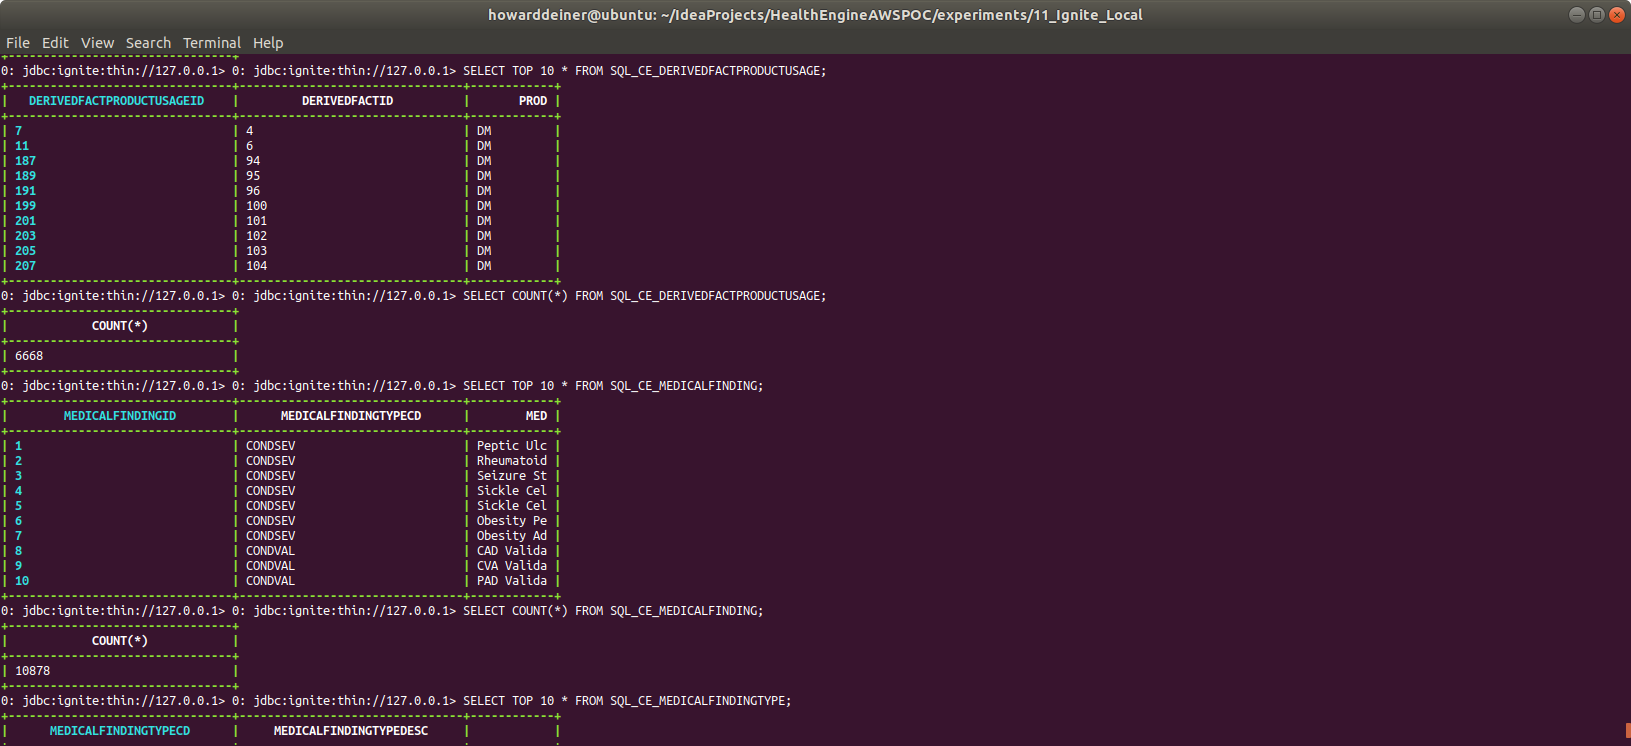 howarddeiner@ubuntu: ~/IdeaProjects/HealthEngineAWSPOC/experiments/11_Ignite_Local
File Edit View Search Terminal Help
+--------------------------------+
0: jdbc:ignite:thin://127.0.0.1> 0: jdbc:ignite:thin://127.0.0.1> SELECT TOP 10 * FROM SQL_CE_DERIVEDFACTPRODUCTUSAGE;
+--------------------------------+--------------------------------+------------+
| DERIVEDFACTPRODUCTUSAGEID | DERIVEDFACTID | PROD |
+--------------------------------+--------------------------------+------------+
| 7 | 4 | DM |
| 11 | 6 | DM |
| 187 | 94 | DM |
| 189 | 95 | DM |
| 191 | 96 | DM |
| 199 | 100 | DM |
| 201 | 101 | DM |
| 203 | 102 | DM |
| 205 | 103 | DM |
| 207 | 104 | DM |
+--------------------------------+--------------------------------+------------+
0: jdbc:ignite:thin://127.0.0.1> 0: jdbc:ignite:thin://127.0.0.1> SELECT COUNT(*) FROM SQL_CE_DERIVEDFACTPRODUCTUSAGE;
+--------------------------------+
| COUNT(*) |
+--------------------------------+
| 6668 |
+--------------------------------+
0: jdbc:ignite:thin://127.0.0.1> 0: jdbc:ignite:thin://127.0.0.1> SELECT TOP 10 * FROM SQL_CE_MEDICALFINDING;
+--------------------------------+--------------------------------+------------+
| MEDICALFINDINGID | MEDICALFINDINGTYPECD | MED |
+--------------------------------+--------------------------------+------------+
| 1 | CONDSEV | Peptic Ulc |
| 2 | CONDSEV | Rheumatoid |
| 3 | CONDSEV | Seizure St |
| 4 | CONDSEV | Sickle Cel |
| 5 | CONDSEV | Sickle Cel |
| 6 | CONDSEV | Obesity Pe |
| 7 | CONDSEV | Obesity Ad |
| 8 | CONDVAL | CAD Valida |
| 9 | CONDVAL | CVA Valida |
| 10 | CONDVAL | PAD Valida |
+--------------------------------+--------------------------------+------------+
0: jdbc:ignite:thin://127.0.0.1> 0: jdbc:ignite:thin://127.0.0.1> SELECT COUNT(*) FROM SQL_CE_MEDICALFINDING;
+--------------------------------+
| COUNT(*) |
+--------------------------------+
| 10878 |
+--------------------------------+
0: jdbc:ignite:thin://127.0.0.1> 0: jdbc:ignite:thin://127.0.0.1> SELECT TOP 10 * FROM SQL_CE_MEDICALFINDINGTYPE;
+--------------------------------+--------------------------------+------------+
| MEDICALFINDINGTYPECD | MEDICALFINDINGTYPEDESC | |